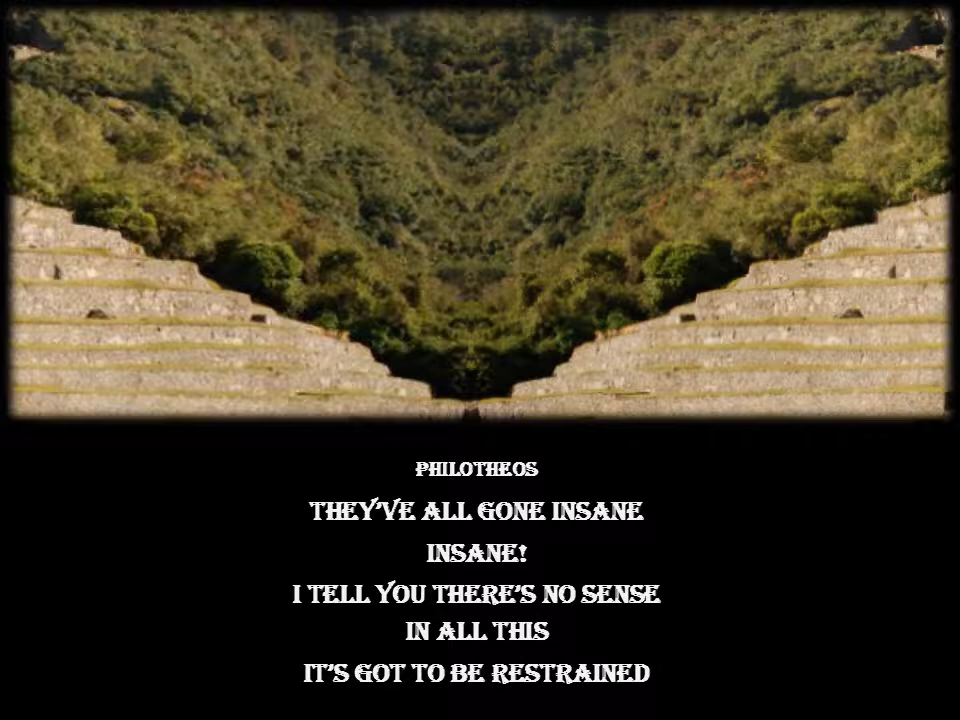 PHILOTHEOS
THEY'VE ALL GONE INSANE
INSANE!
I TELL YOU THERE'S NO SENSE
IN ALL THIS
IT'S GOT TO BE RESTRAINED